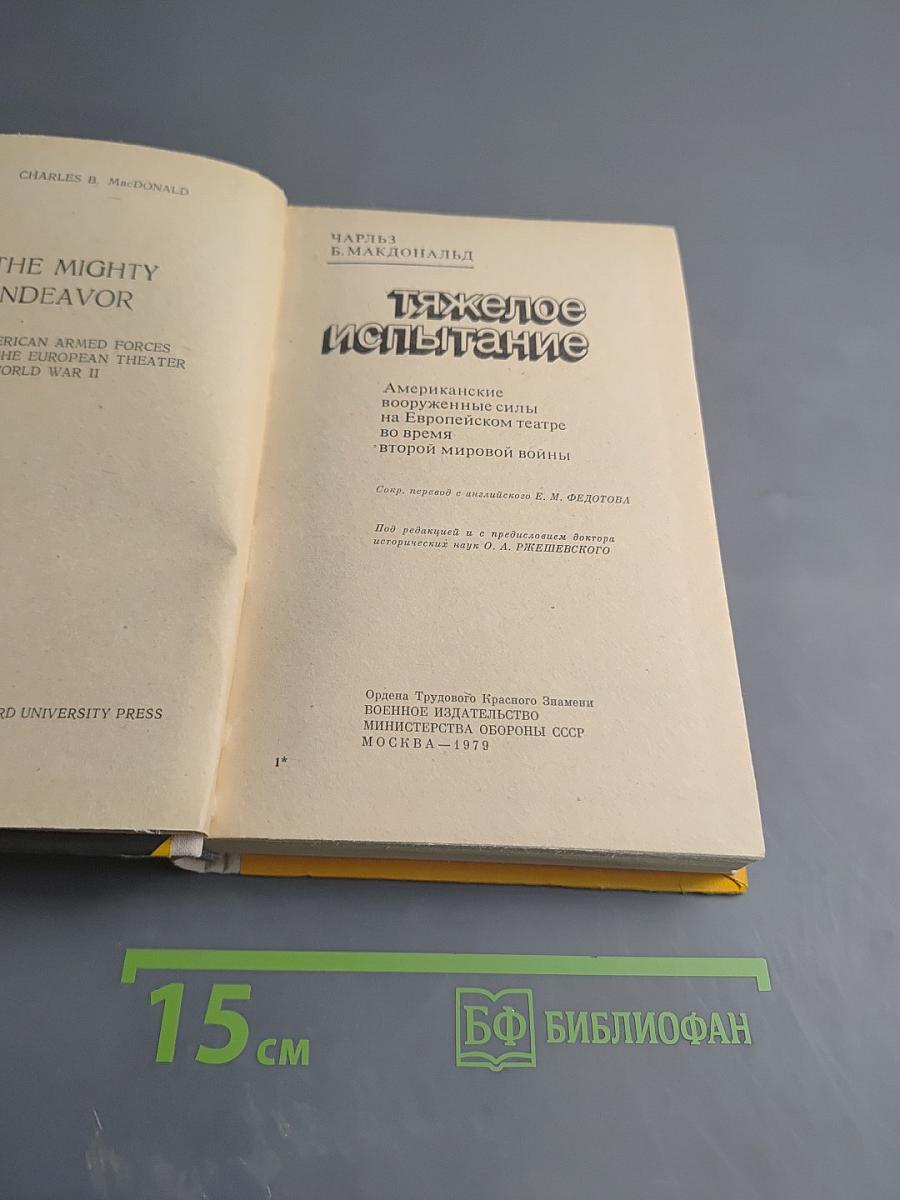 CHARLES B. MacDONALD
THE MIGHTY
NDEAVOR
ERICAN ARMED FORCES
HE EUROPEAN THEATER
ORLD WAR II
RD UNIVERSITY PRESS
ЧАРЛЬЗ
Б. МАКДОНАЛЬД
ТЯЖЕЛОЕ
ИСПЫТАНИЕ
Американские
вооруженные силы
на Европейском театре
во время
второй мировой войны
Сокр. перевод с английского Е. М. ФЕДОТОВА
Под редакцией и с предисловием доктора
исторических наук О. А. РЖЕШЕВСКОГО
Ордена Трудового Красного Знамени
ВОЕННОЕ ИЗДАТЕЛЬСТВО
МИНИСТЕРСТВА ОБОРОНЫ СССР
МОСКВА — 1979
1*
15 см
БФ БИБЛИОФАН